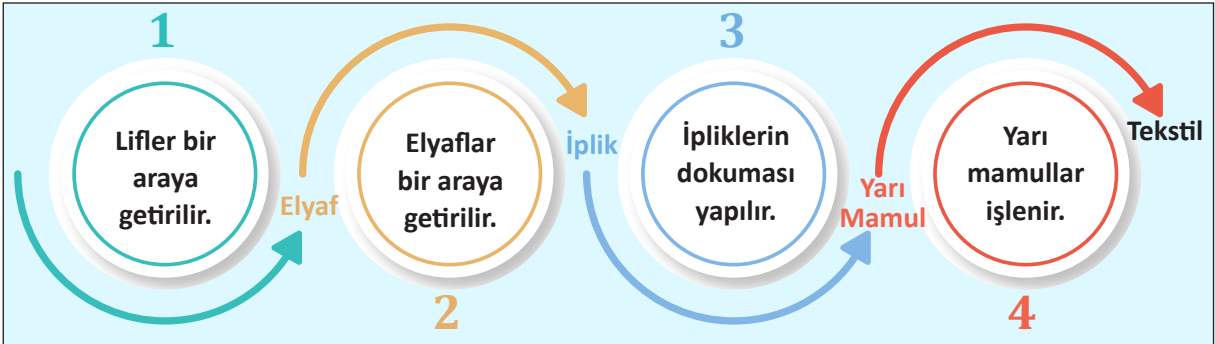 1
Lifler bir
araya
getirilir.
Elyaf
Elyaflar
bir araya
getirilir.
2
İplik
3
İpliklerin
dokuması
yapılır.
Yarı
Mamul
Yarı
mamullar
işlenir.
4
Tekstil